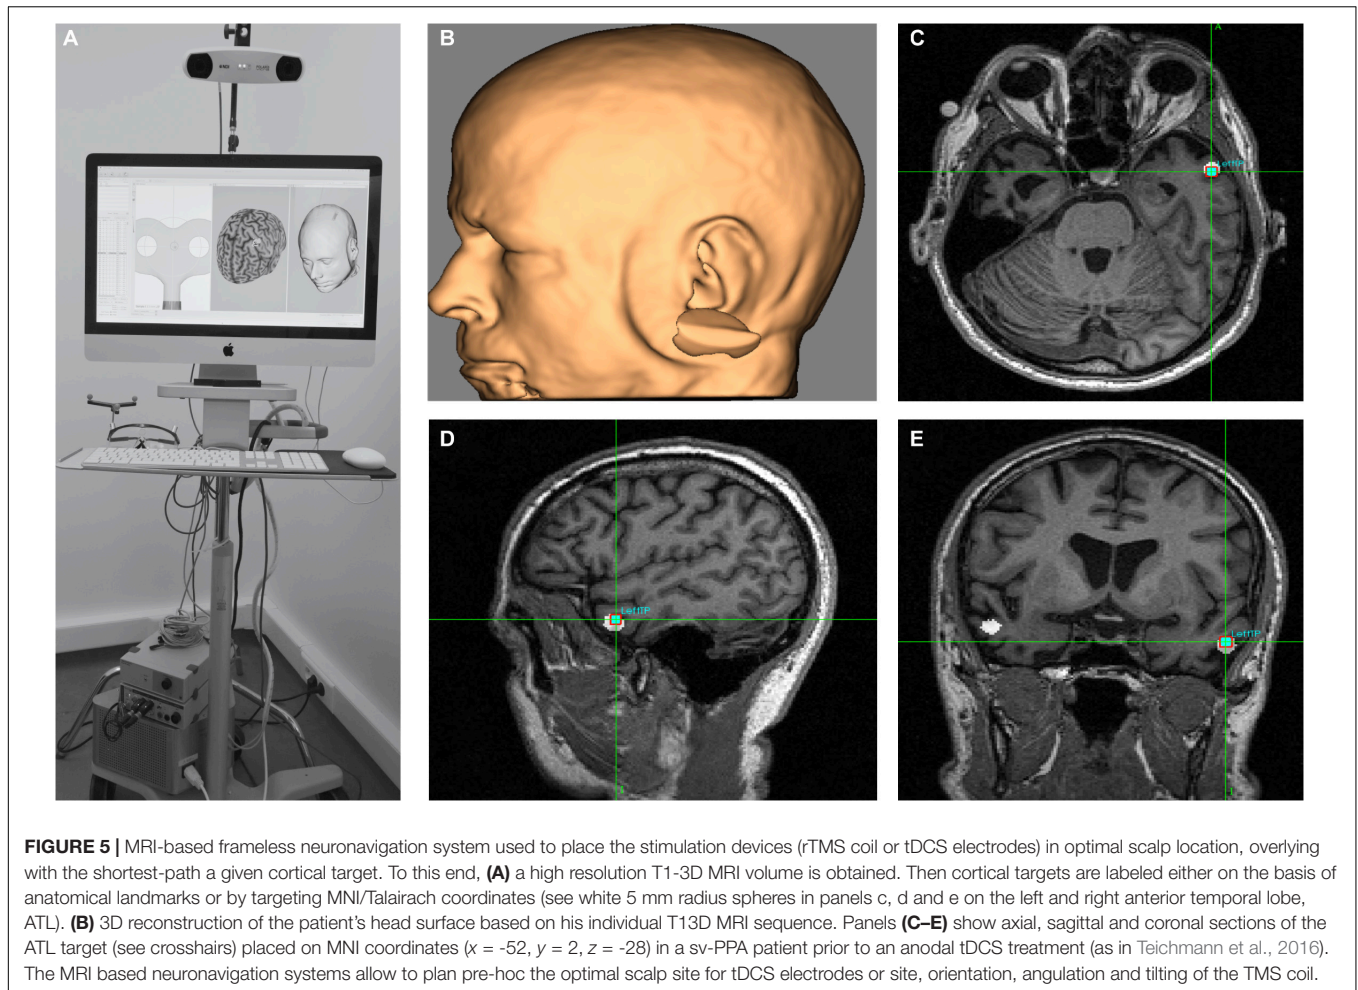 A
B
C
A
LeftTP
D
LeftTP
E
LeftTP
FIGURE 5 | MRI-based frameless neuronavigation system used to place the stimulation devices (rTMS coil or tDCS electrodes) in optimal scalp location, overlying
with the shortest-path a given cortical target. To this end, (A) a high resolution T1-3D MRI volume is obtained. Then cortical targets are labeled either on the basis of
anatomical landmarks or by targeting MNI/Talairach coordinates (see white 5 mm radius spheres in panels c, d and e on the left and right anterior temporal lobe,
ATL). (B) 3D reconstruction of the patient's head surface based on his individual T13D MRI sequence. Panels (C–E) show axial, sagittal and coronal sections of the
ATL target (see crosshairs) placed on MNI coordinates (x = -52, y = 2, z = -28) in a sv-PPA patient prior to an anodal tDCS treatment (as in Teichmann et al., 2016).
The MRI based neuronavigation systems allow to plan pre-hoc the optimal scalp site for tDCS electrodes or site, orientation, angulation and tilting of the TMS coil.